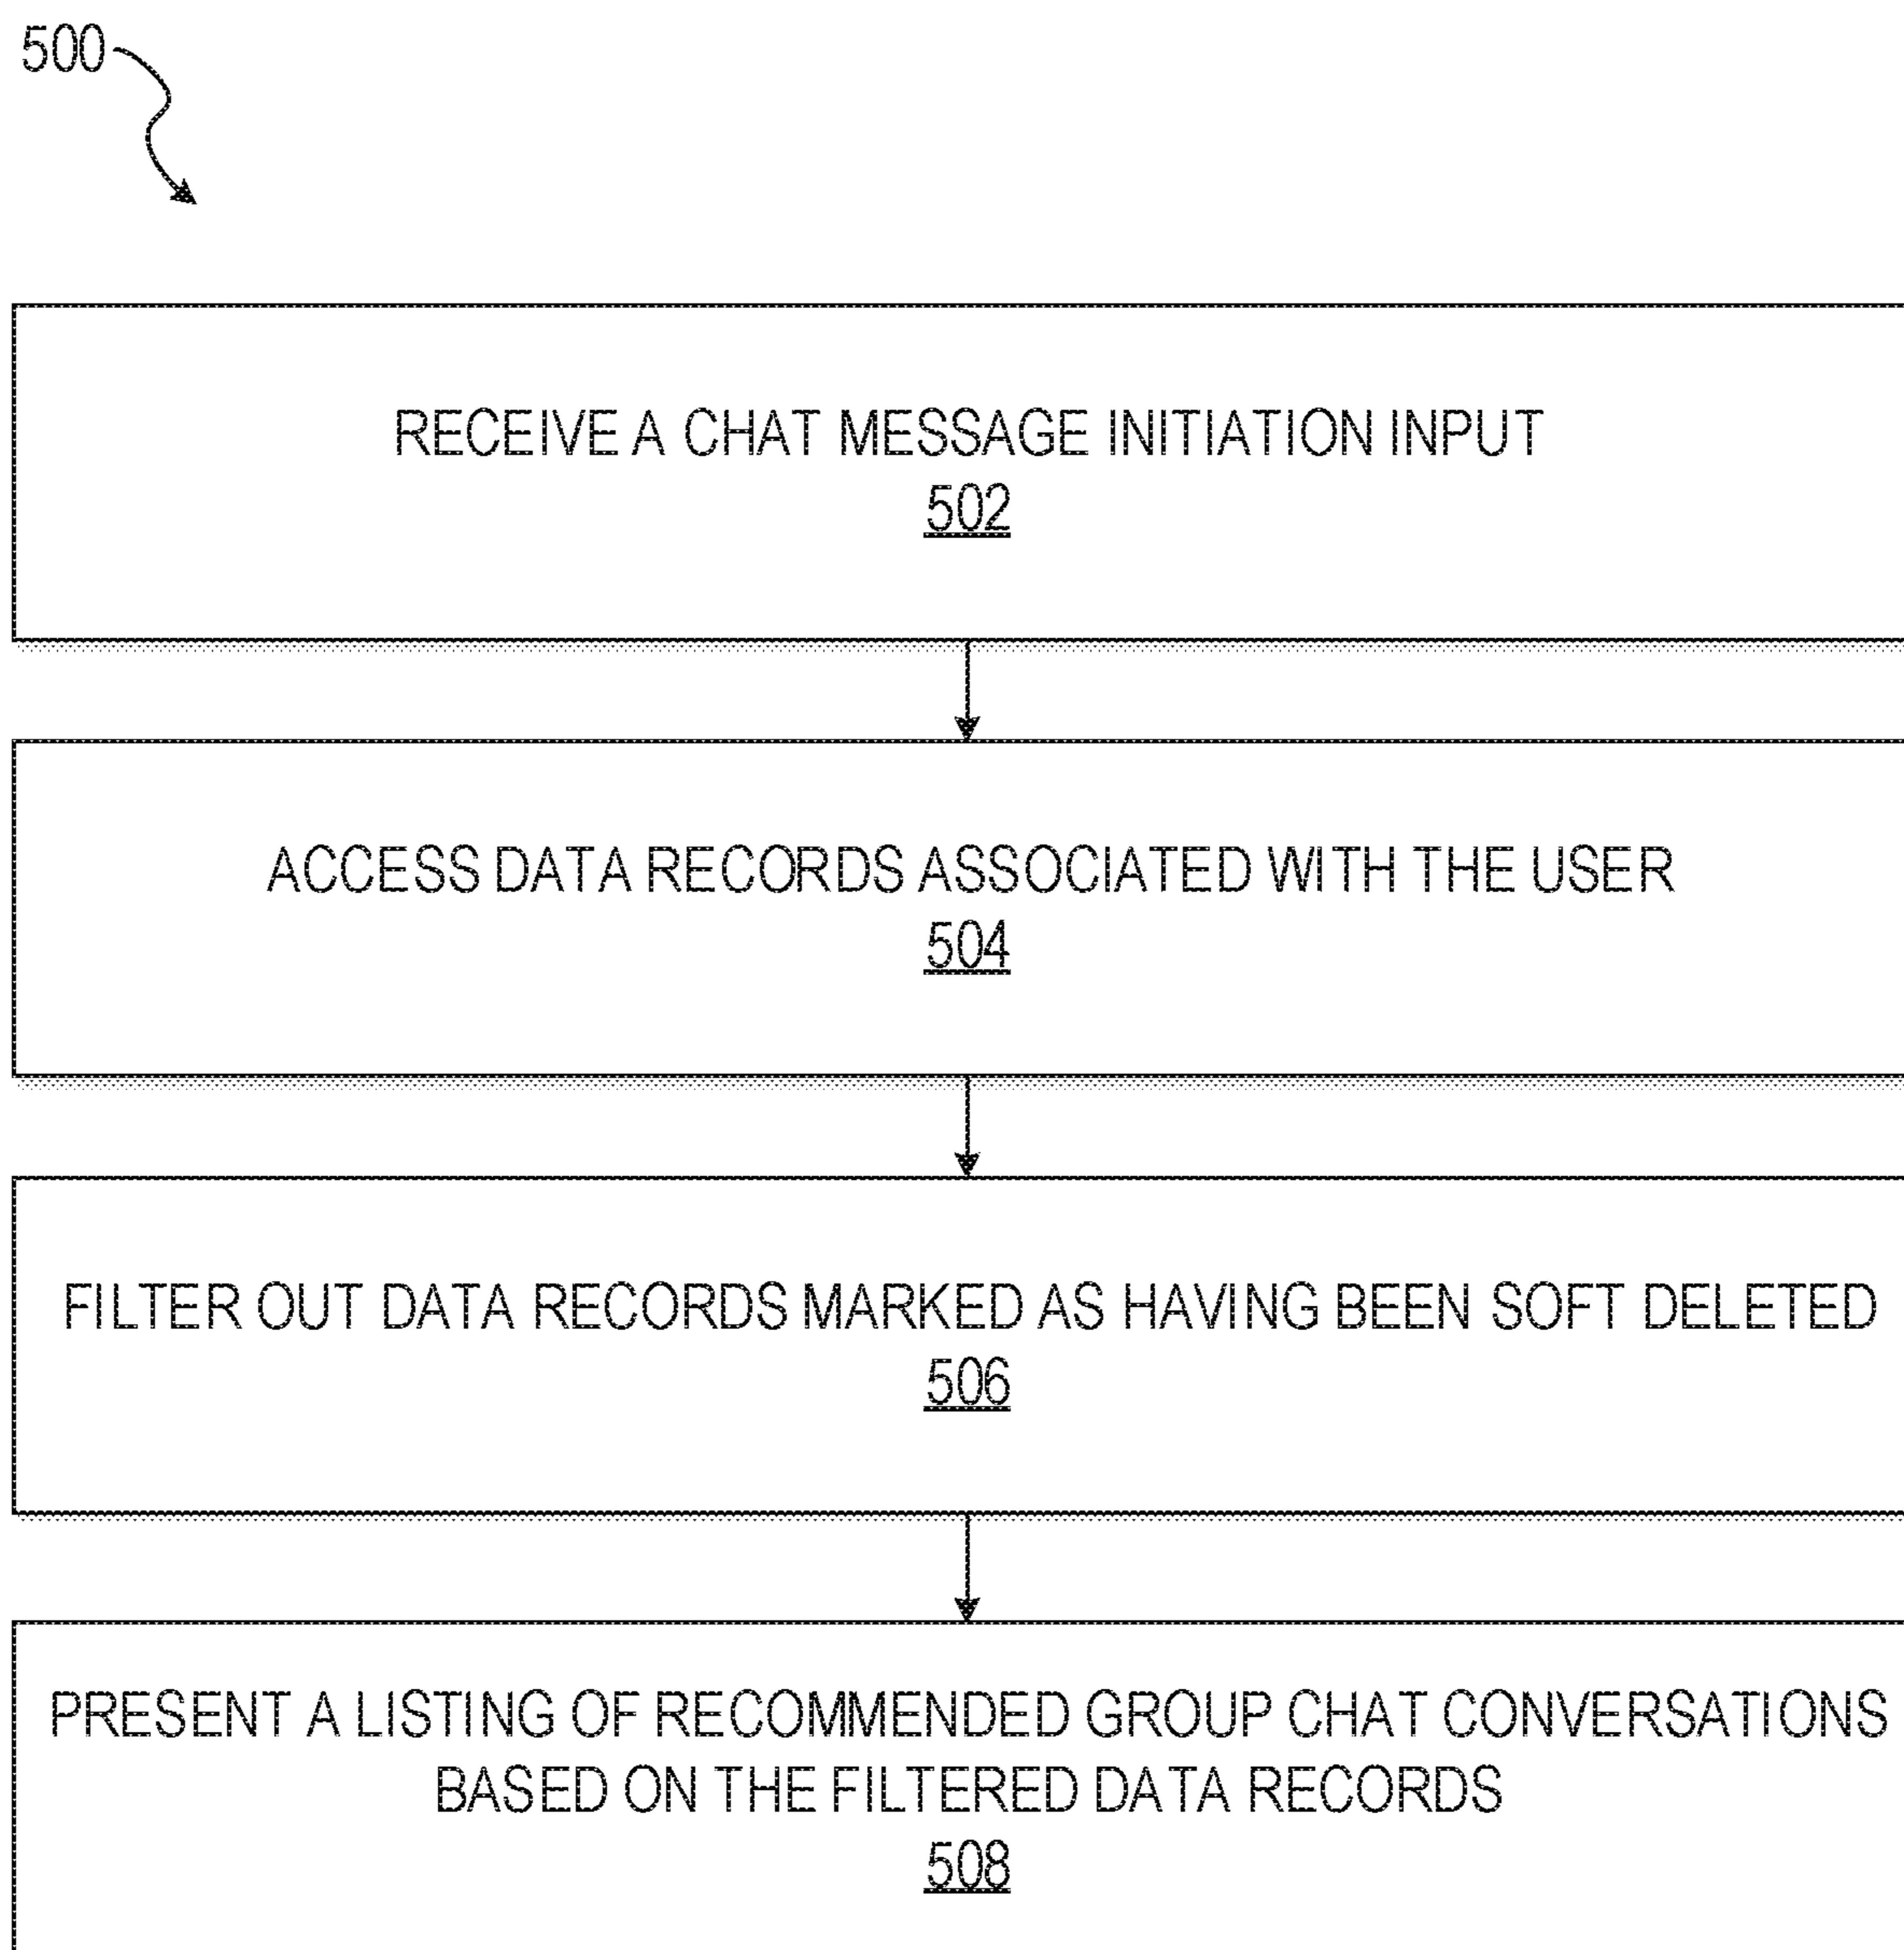 500
RECEIVE A CHAT MESSAGE INITIATION INPUT
502
ACCESS DATA RECORDS ASSOCIATED WITH THE USER
504
FILTER OUT DATA RECORDS MARKED AS HAVING BEEN SOFT DELETED
506
PRESENT A LISTING OF RECOMMENDED GROUP CHAT CONVERSATIONS
BASED ON THE FILTERED DATA RECORDS
508